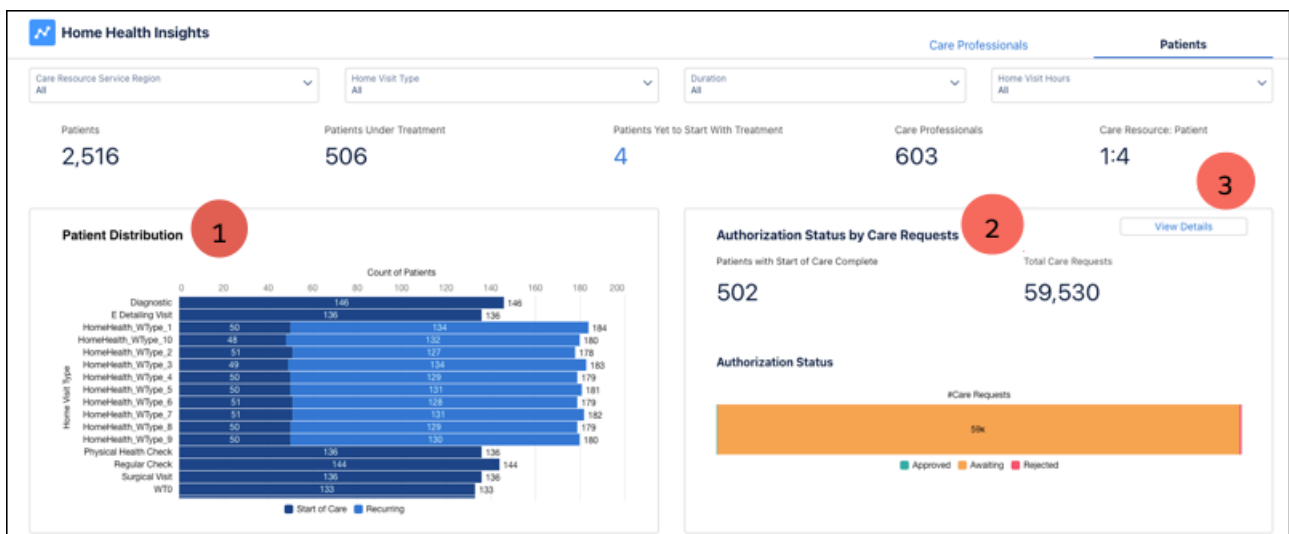 Home Health Insights
Care Professionals
Patients
Care Resource Service Region
All
Home Visit Type
All
Duration
All
Home Visit Hours
All
Patients
2,516
Patients Under Treatment
506
Patients Yet to Start With Treatment
4
Care Professionals
603
Care Resource: Patient
1:4
3
Patient Distribution
1
Count of Patients
0 20 40 60 80 100 120 140 160 180 200
Home Visit Type
Diagnostic 146 146
E Detailing Visit 136 136
HomeHealth_WType_1 50 134 184
HomeHealth_WType_10 48 132 180
HomeHealth_WType_2 51 127 178
HomeHealth_WType_3 49 134 183
HomeHealth_WType_4 50 129 179
HomeHealth_WType_5 50 131 181
HomeHealth_WType_6 51 128 179
HomeHealth_WType_7 51 131 182
HomeHealth_WType_8 50 129 179
HomeHealth_WType_9 50 130 180
Physical Health Check 136 136
Regular Check 144 144
Surgical Visit 136 136
WT0 133 133
Start of Care Recurring
Authorization Status by Care Requests
2
View Details
Patients with Start of Care Complete
502
Total Care Requests
59,530
Authorization Status
#Care Requests
59k
Approved Awaiting Rejected